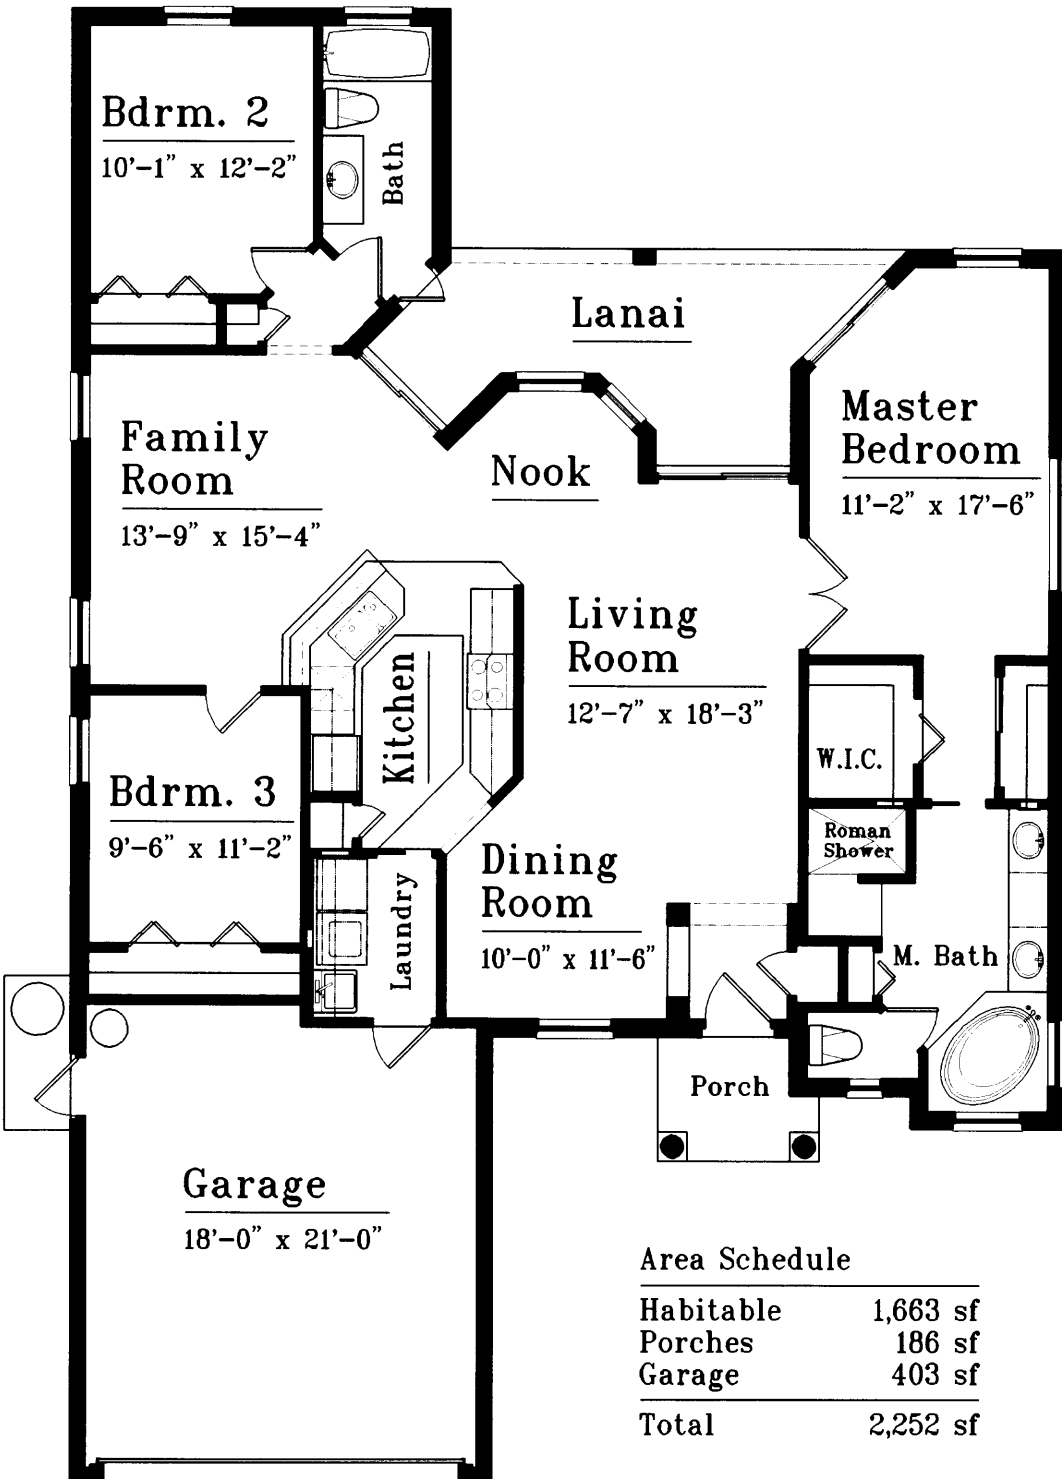 Bdrm. 2
10'-1" x 12'-2"
Bath
Lanai
Family
Room
13'-9" x 15'-4"
Nook
Master
Bedroom
11'-2" x 17'-6"
Living
Room
12'-7" x 18'-3"
Kitchen
W.I.C.
Bdrm. 3
9'-6" x 11'-2"
Roman
Shower
Dining
Room
10'-0" x 11'-6"
Laundry
M. Bath
Porch
Garage
18'-0" x 21'-0"
Area Schedule
Habitable 1,663 sf
Porches 186 sf
Garage 403 sf
Total 2,252 sf